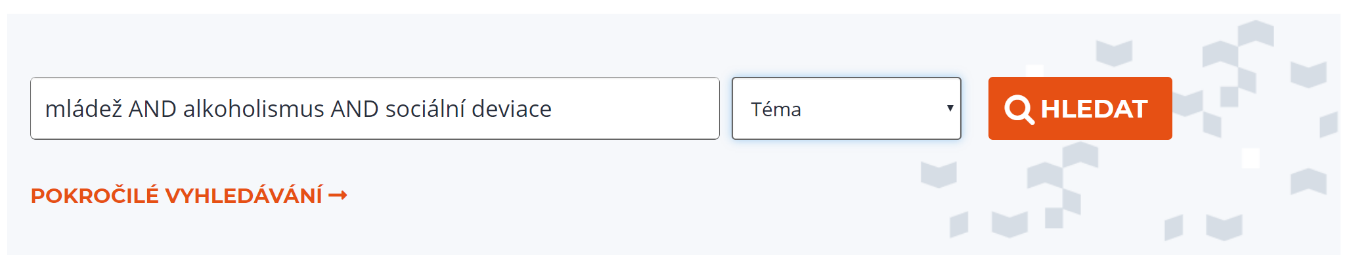 mládež AND alkoholismus AND sociální deviace
Téma
HLEDAT
POKROČILÉ VYHLEDÁVÁNÍ